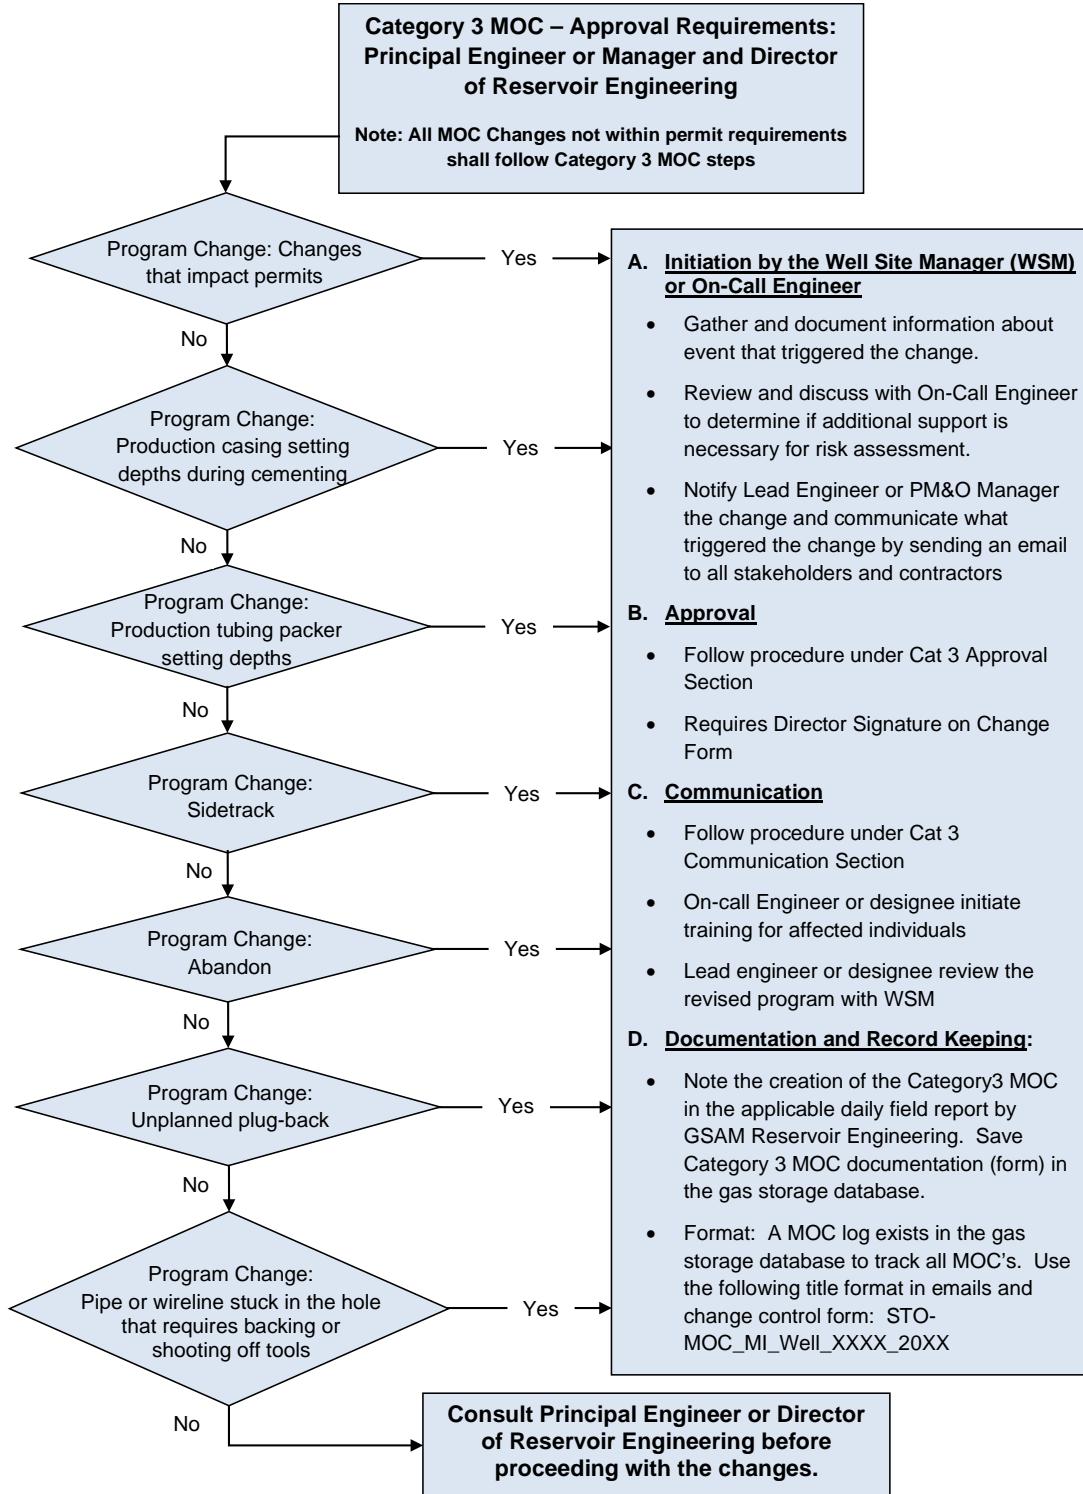 Category 3 MOC – Approval Requirements:
Principal Engineer or Manager and Director
of Reservoir Engineering
Note: All MOC Changes not within permit requirements
shall follow Category 3 MOC steps
Program Change: Changes
that impact permits
Yes
No
Program Change:
Production casing setting
depths during cementing
Yes
No
Program Change:
Production tubing packer
setting depths
Yes
No
Program Change:
Sidetrack
Yes
No
Program Change:
Abandon
Yes
No
Program Change:
Unplanned plug-back
Yes
No
Program Change:
Pipe or wireline stuck in the hole
that requires backing or
shooting off tools
Yes
No
A. Initiation by the Well Site Manager (WSM)
or On-Call Engineer
• Gather and document information about
event that triggered the change.
• Review and discuss with On-Call Engineer
to determine if additional support is
necessary for risk assessment.
• Notify Lead Engineer or PM&O Manager
the change and communicate what
triggered the change by sending an email
to all stakeholders and contractors
B. Approval
• Follow procedure under Cat 3 Approval
Section
• Requires Director Signature on Change
Form
C. Communication
• Follow procedure under Cat 3
Communication Section
• On-call Engineer or designee initiate
training for affected individuals
• Lead engineer or designee review the
revised program with WSM
D. Documentation and Record Keeping:
• Note the creation of the Category3 MOC
in the applicable daily field report by
GSAM Reservoir Engineering. Save
Category 3 MOC documentation (form) in
the gas storage database.
• Format: A MOC log exists in the gas
storage database to track all MOC's. Use
the following title format in emails and
change control form: STO-
MOC_MI_Well_XXXX_20XX
Consult Principal Engineer or Director
of Reservoir Engineering before
proceeding with the changes.